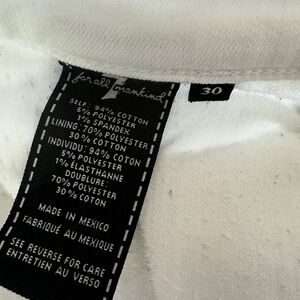 for all 7 mankind
30
SELF: 94% COTTON
5% POLYESTER
1% SPANDEX
LINING: 70% POLYESTER
30% COTTON
INDIVIDU: 94% COTON
5% POLYESTER
1% ÉLASTHANNE
DOUBLURE:
70% POLYESTER
30% COTON
MADE IN MEXICO
FABRIQUÉ AU MEXIQUE
SEE REVERSE FOR CARE
ENTRETIEN AU VERSO